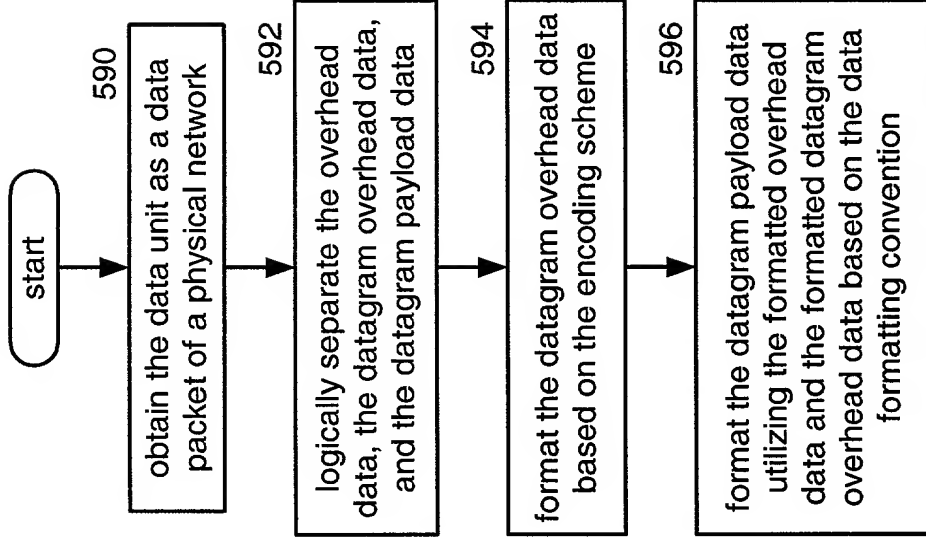 start
590
obtain the data unit as a data
packet of a physical network
592
logically separate the overhead
data, the datagram overhead data,
and the datagram payload data
594
format the datagram overhead data
based on the encoding scheme
596
format the datagram payload data
utilizing the formatted overhead
data and the formatted datagram
overhead data based on the data
formatting convention